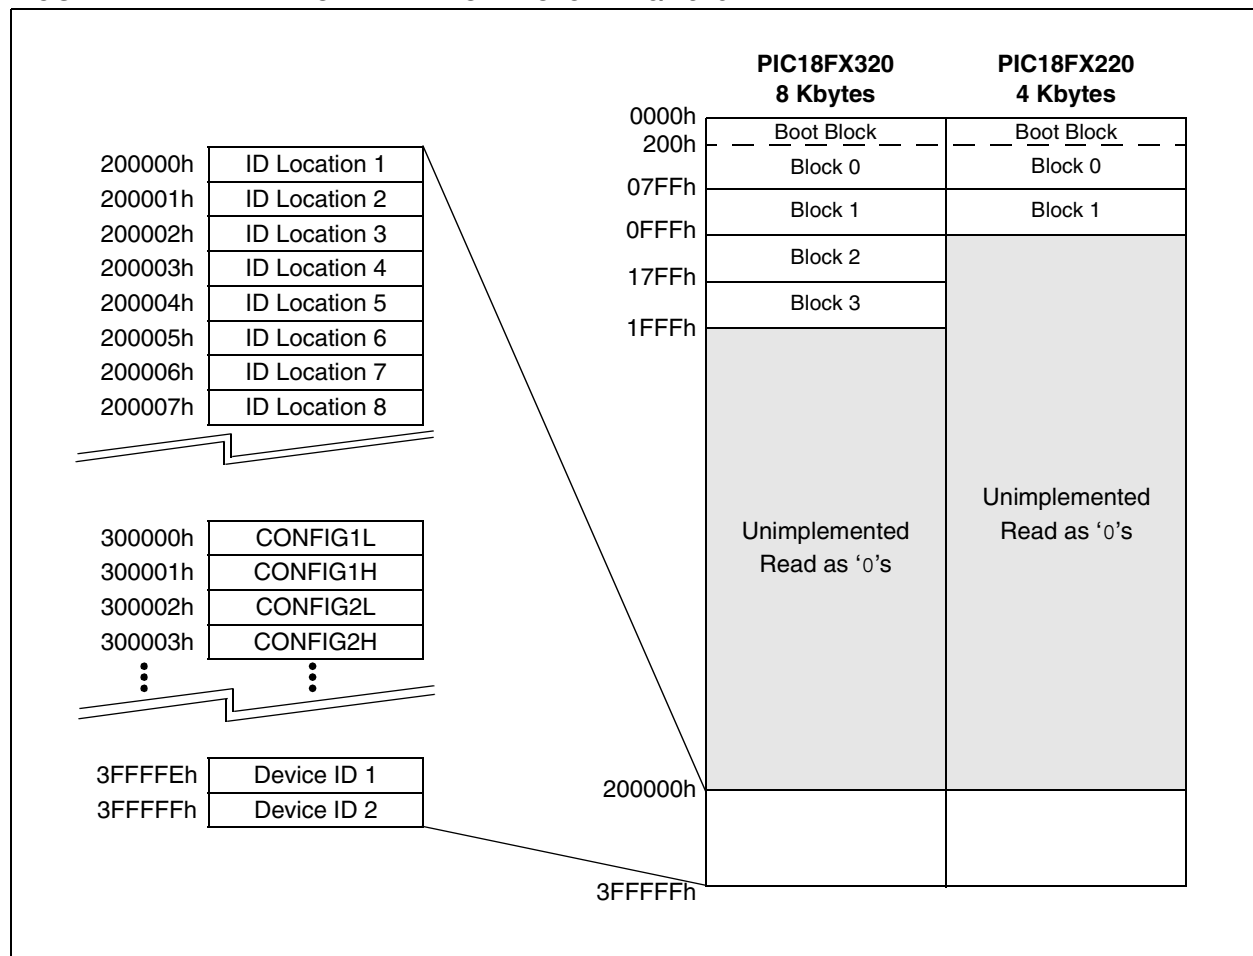 200000h ID Location 1
200001h ID Location 2
200002h ID Location 3
200003h ID Location 4
200004h ID Location 5
200005h ID Location 6
200006h ID Location 7
200007h ID Location 8
300000h CONFIG1L
300001h CONFIG1H
300002h CONFIG2L
300003h CONFIG2H
3FFFFEh Device ID 1
3FFFFFh Device ID 2
PIC18FX320 PIC18FX220
8 Kbytes 4 Kbytes
0000h
Boot Block Boot Block
200h
Block 0 Block 0
07FFh
Block 1 Block 1
0FFFh
Block 2
17FFh
Block 3
1FFFh
Unimplemented
Read as ‘0’s
Unimplemented
Read as ‘0’s
200000h
3FFFFFh